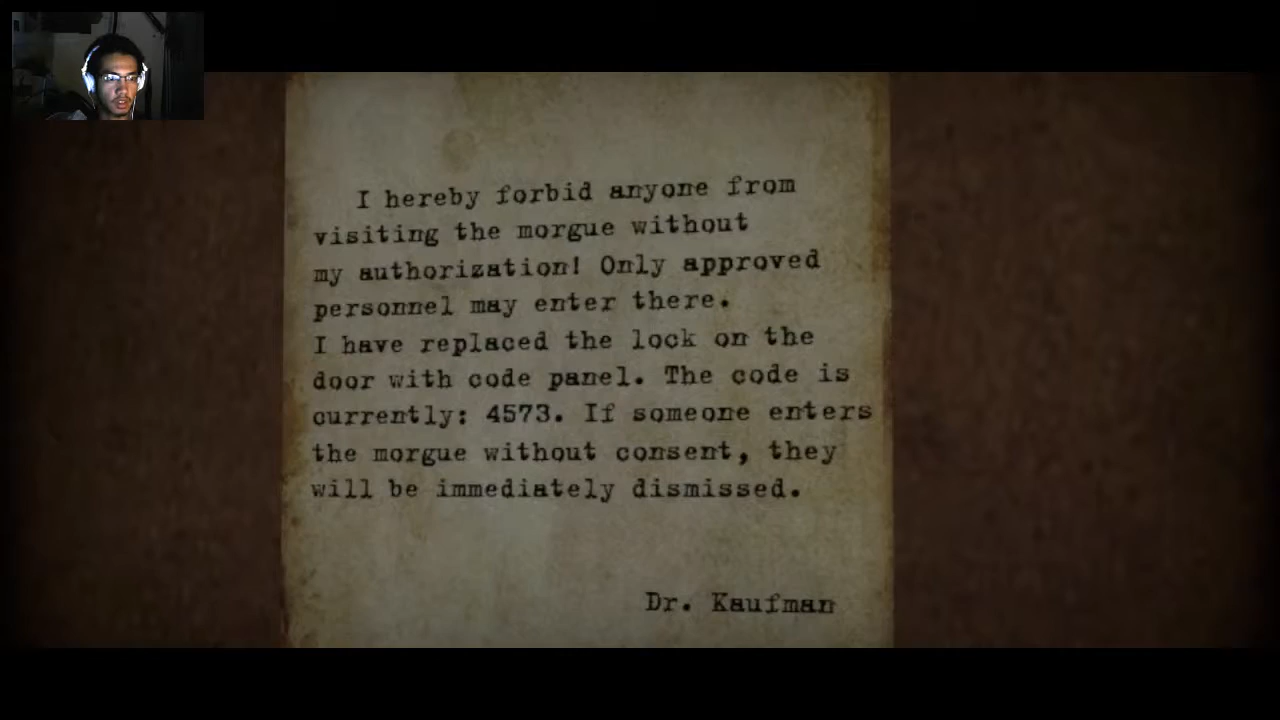 I hereby forbid anyone from
visiting the morgue without
my authorization! Only approved
personnel may enter there.
I have replaced the lock on the
door with code panel. The code is
currently: 4573. If someone enters
the morgue without consent, they
will be immediately dismissed.
Dr. Kaufman